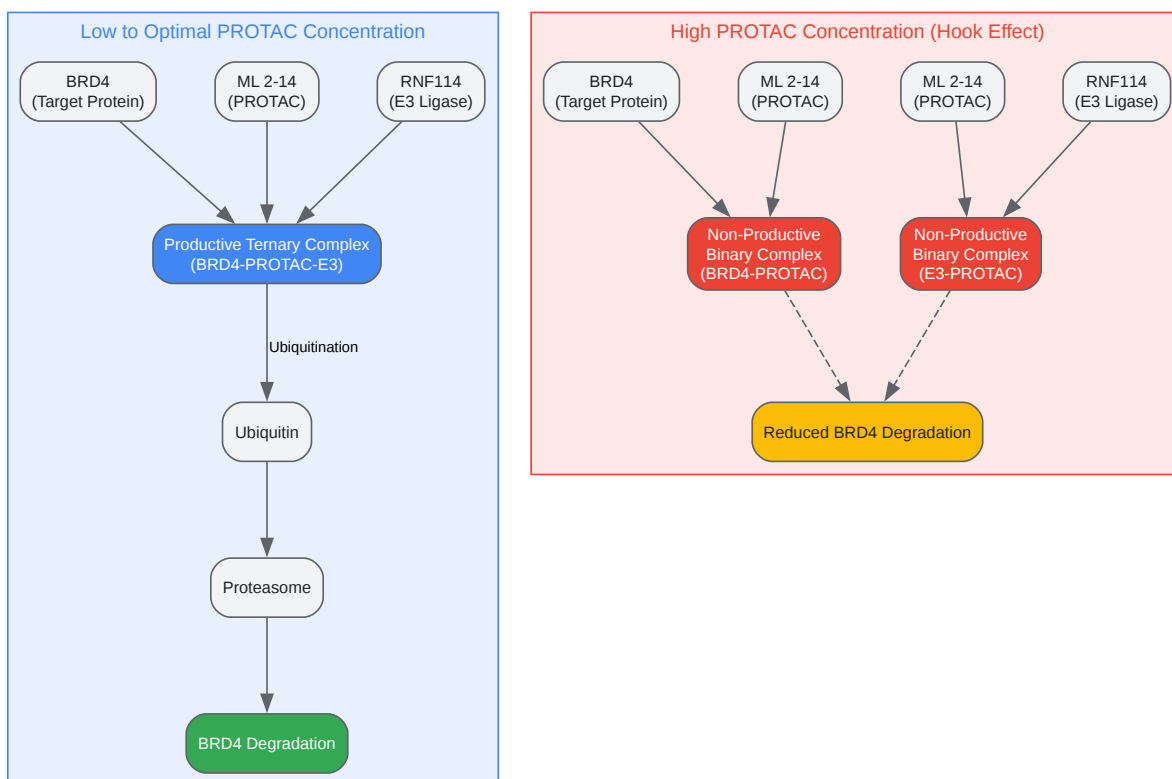 Low to Optimal PROTAC Concentration
BRD4
(Target Protein)
ML 2-14
(PROTAC)
RNF114
(E3 Ligase)
Productive Ternary Complex
(BRD4-PROTAC-E3)
Ubiquitination
Ubiquitin
Proteasome
BRD4 Degradation
High PROTAC Concentration (Hook Effect)
BRD4
(Target Protein)
ML 2-14
(PROTAC)
ML 2-14
(PROTAC)
RNF114
(E3 Ligase)
Non-Productive
Binary Complex
(BRD4-PROTAC)
Non-Productive
Binary Complex
(E3-PROTAC)
Reduced BRD4 Degradation